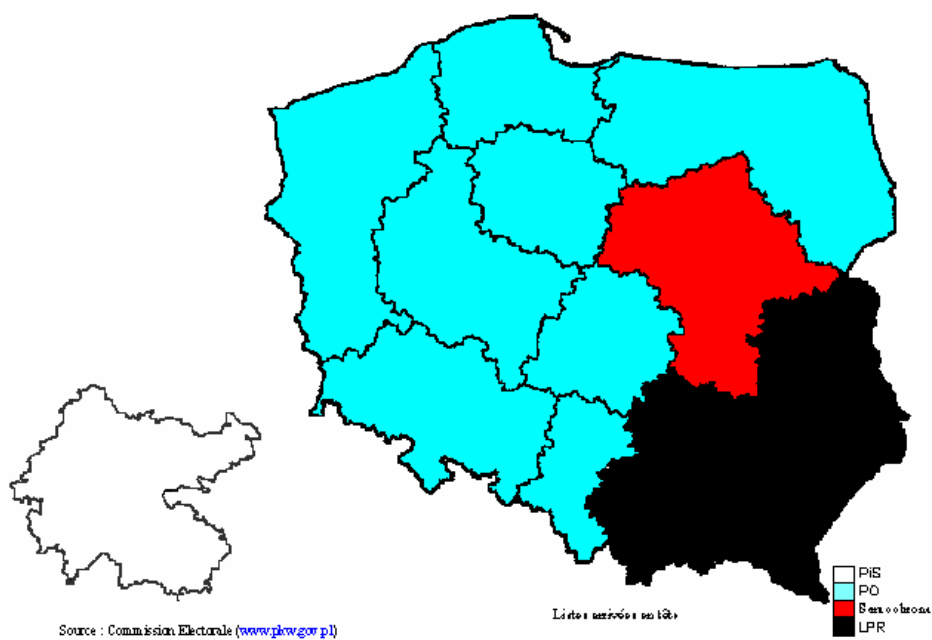 PiS
PO
Samoobrona
LPR
Listes arrivées en tête
Source : Commission Electorale (www.pkw.gov.pl)